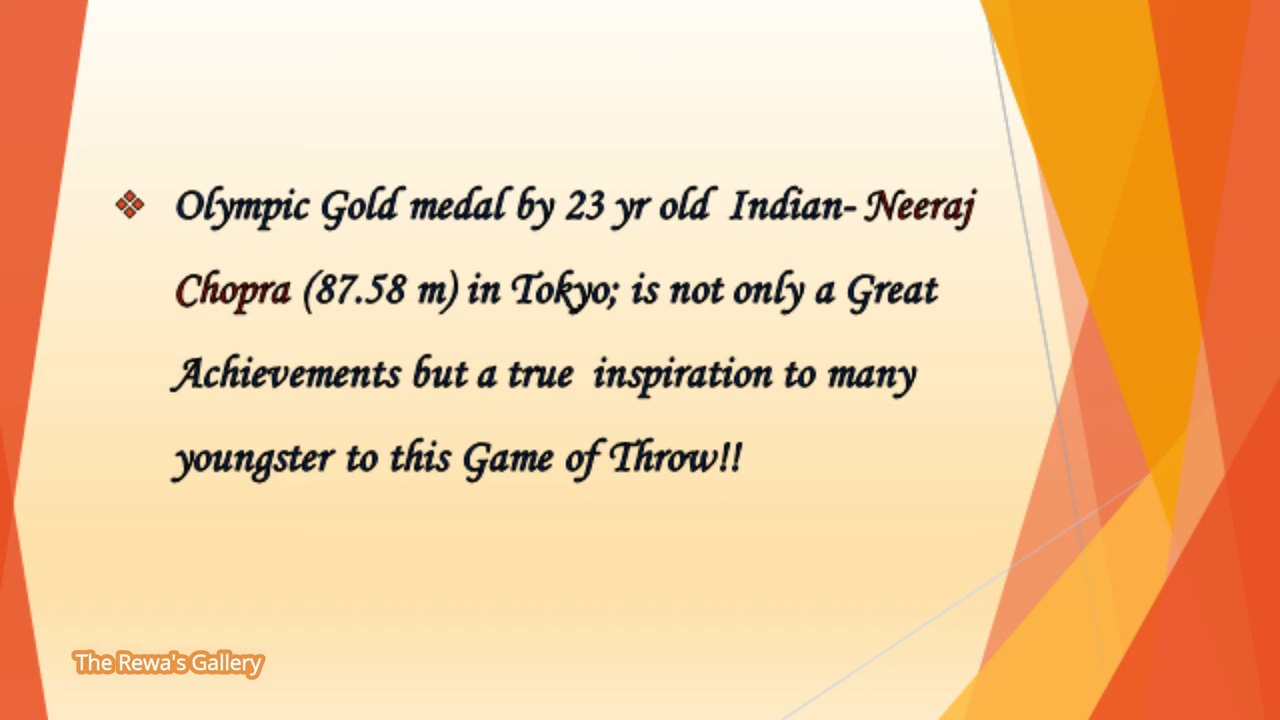 Olympic Gold medal by 23 yr old Indian- Neeraj
Chopra (87.58 m) in Tokyo; is not only a Great
Achievements but a true inspiration to many
youngster to this Game of Throw!!
The Rewa's Gallery